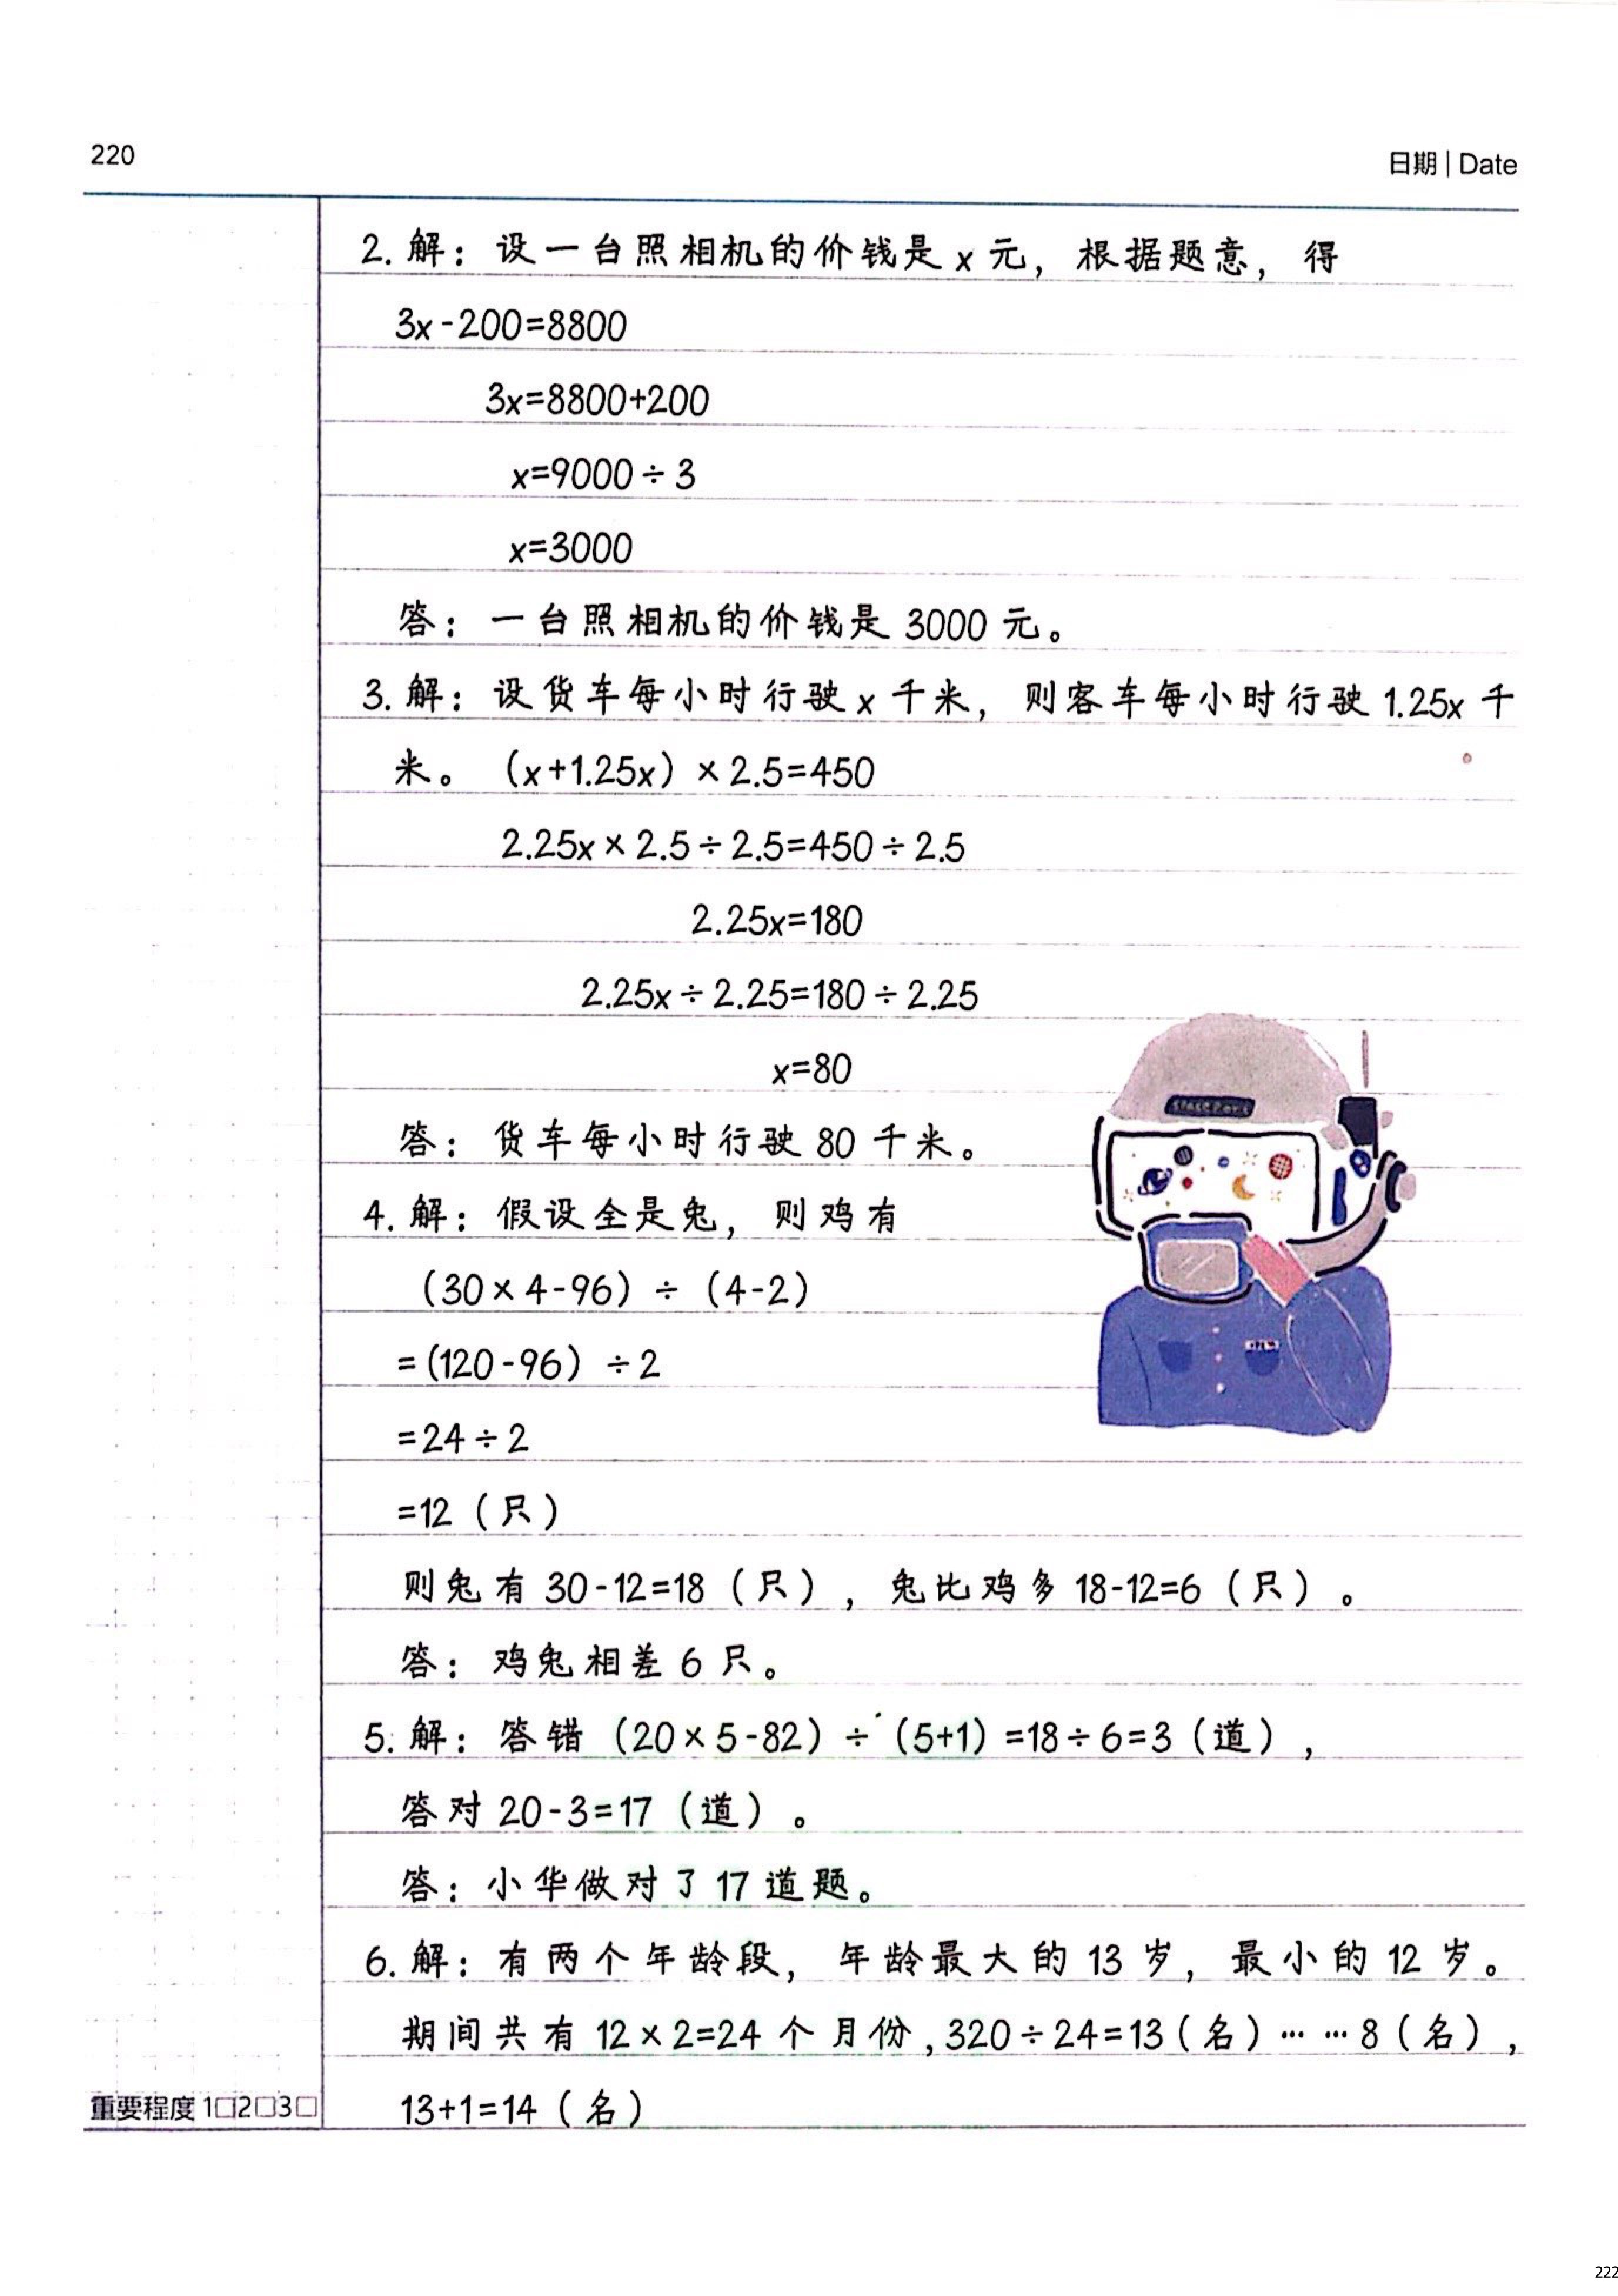 220
日期 | Date
2. 解：设一台照相机的价钱是 x 元，根据题意，得
3x-200=8800
3x=8800+200
x=9000÷3
x=3000
答：一台照相机的价钱是 3000 元。
3. 解：设货车每小时行驶 x 千米，则客车每小时行驶 1.25x 千
米。（x+1.25x）×2.5=450
2.25x×2.5÷2.5=450÷2.5
2.25x=180
2.25x÷2.25=180÷2.25
x=80
答：货车每小时行驶 80 千米。
4. 解：假设全是兔，则鸡有
（30×4-96）÷（4-2）
=(120-96）÷2
=24÷2
=12（只）
则兔有 30-12=18（只），兔比鸡多 18-12=6（只）。
答：鸡兔相差 6 只。
5. 解：答错（20×5-82）÷（5+1）=18÷6=3（道），
答对 20-3=17（道）。
答：小华做对了 17 道题。
6. 解：有两个年龄段，年龄最大的 13 岁，最小的 12 岁。
期间共有 12×2=24 个月份,320÷24=13（名）……8（名），
13+1=14（名）
重要程度 1□2□3□
222